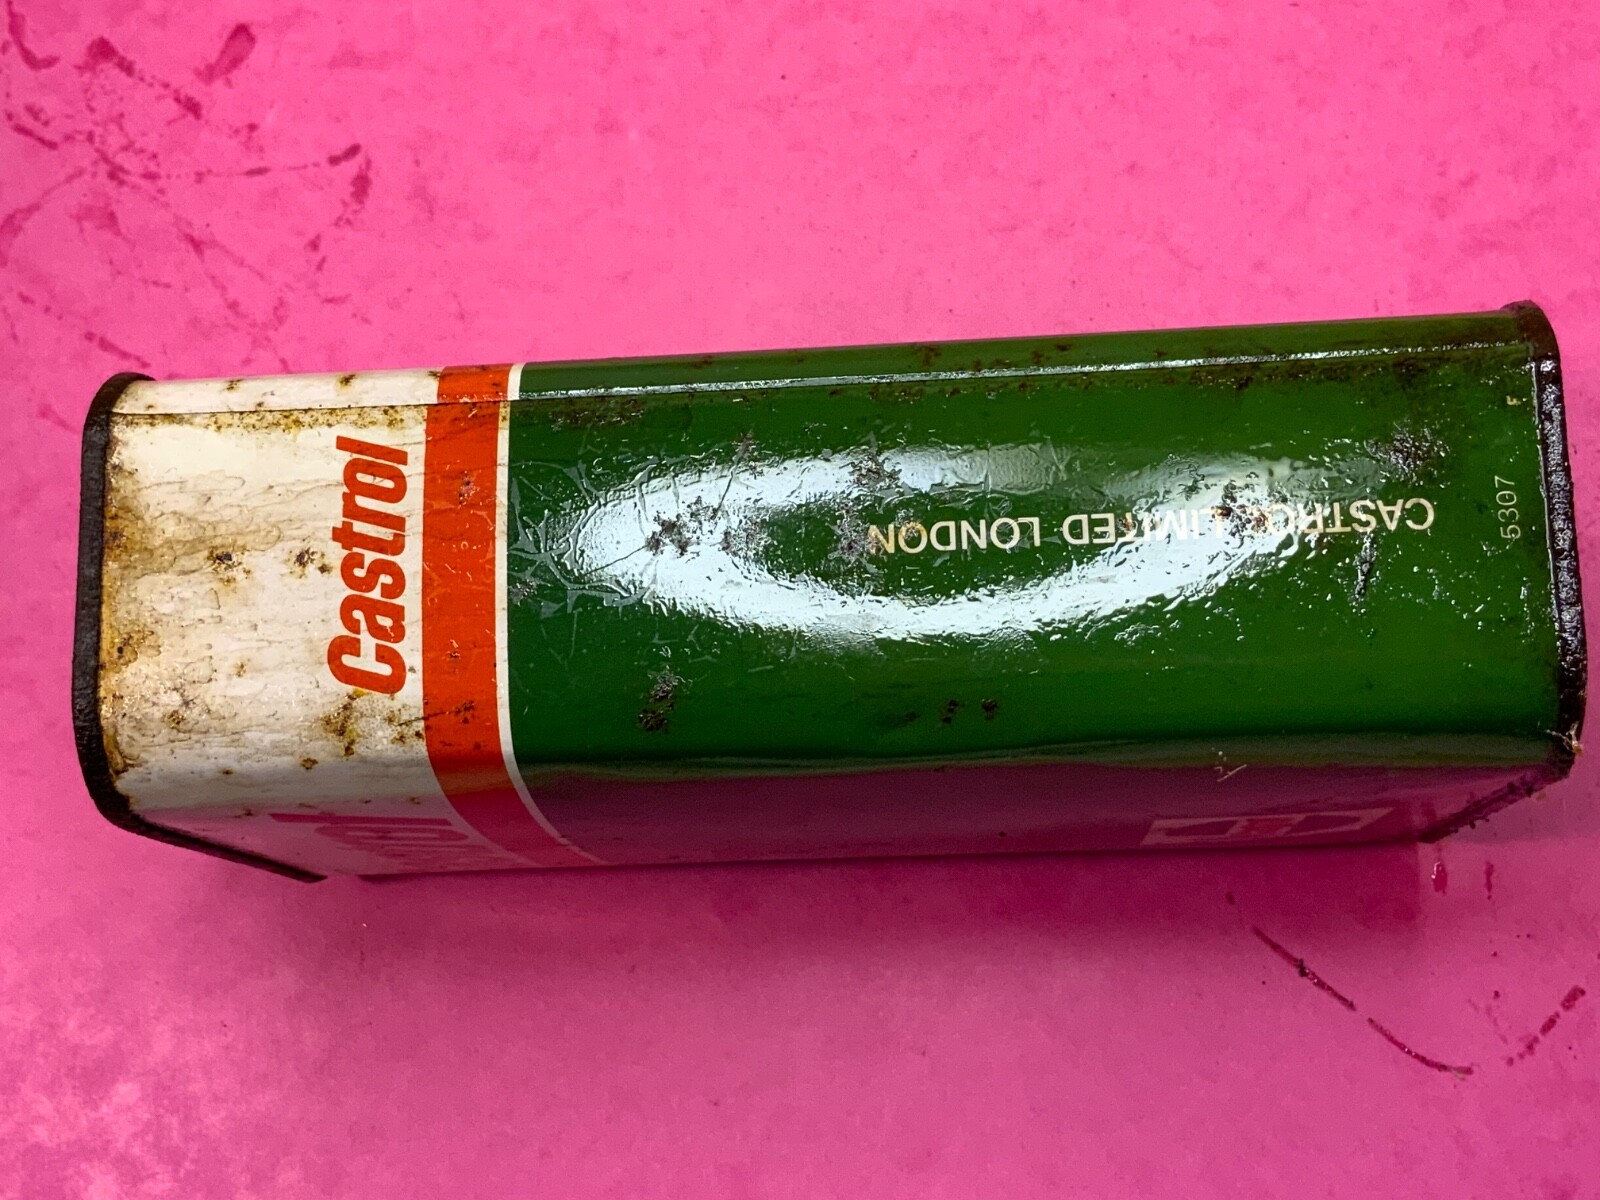 Castrol
CASTROL LIMITED LONDON
5307
F